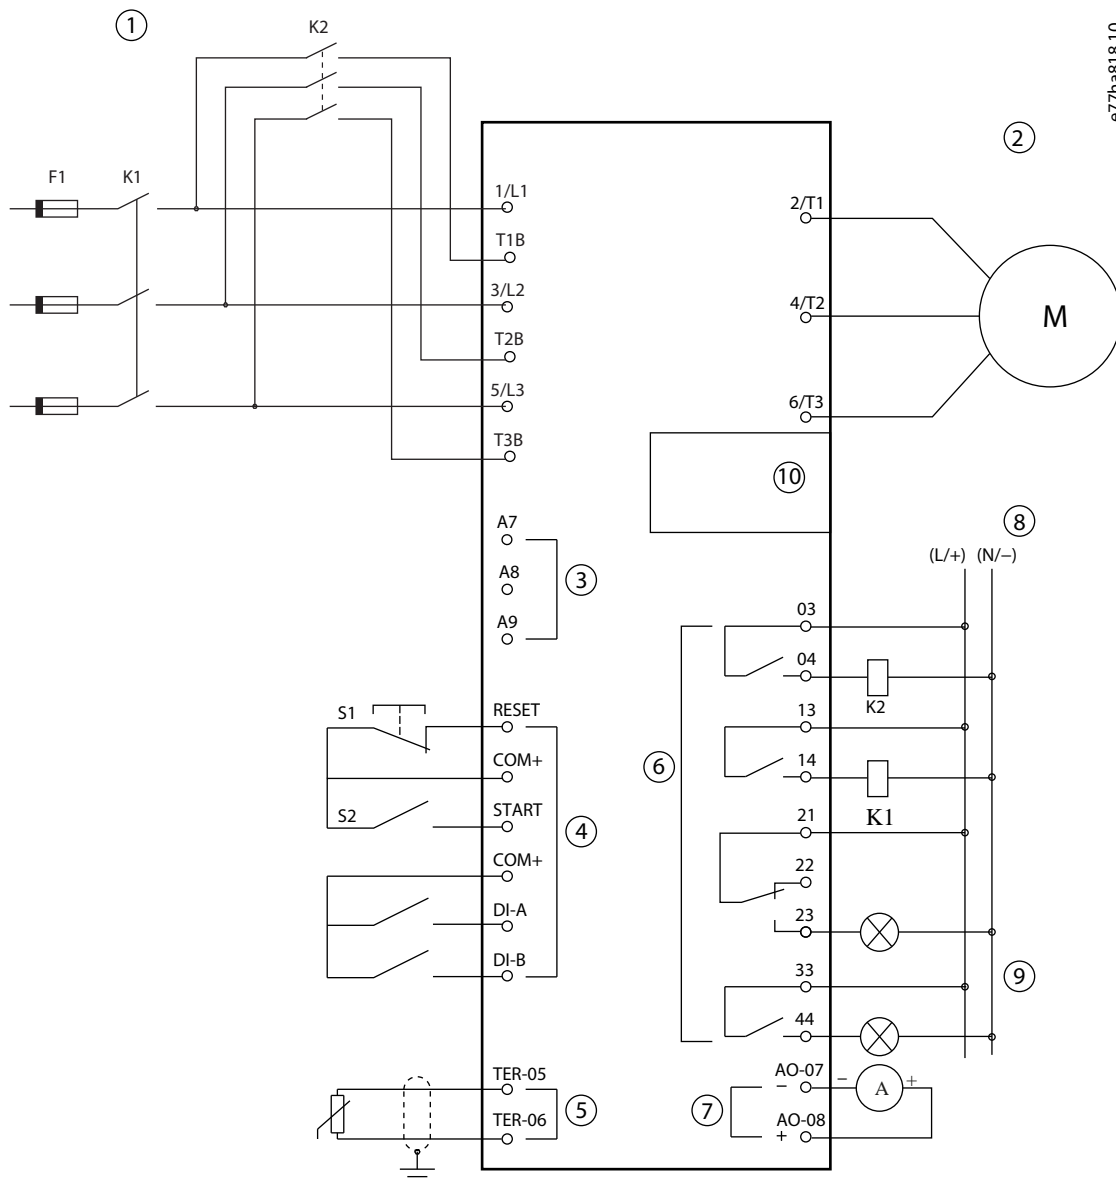 1
K2
e77ha818.10
2
F1
K1
1/L1
2/T1
T1B
3/L2
4/T2
M
T2B
5/L3
6/T3
T3B
10
A7
8
(L/+) (N/−)
A8
3
03
A9
04
K2
S1
RESET
13
COM+
6
14
K1
S2
START
4
21
COM+
22
DI-A
23
DI-B
33
9
44
TER-05
AO-07
− − A +
5
7
TER-06
AO-08
+